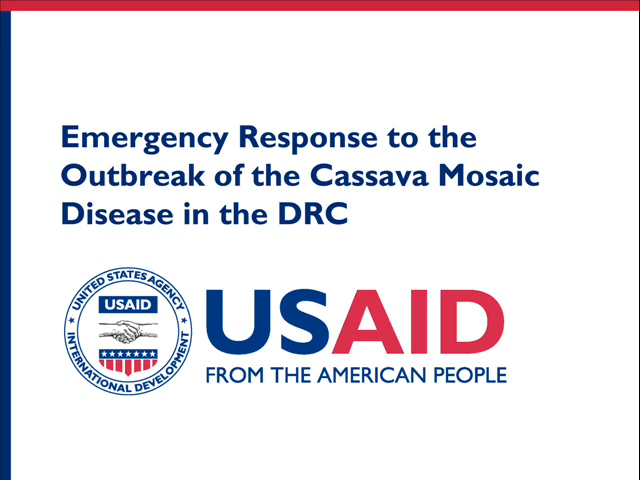 Emergency Response to the
Outbreak of the Cassava Mosaic
Disease in the DRC
UNITED STATES AGENCY
USAID
INTERNATIONAL DEVELOPMENT
USAID
FROM THE AMERICAN PEOPLE